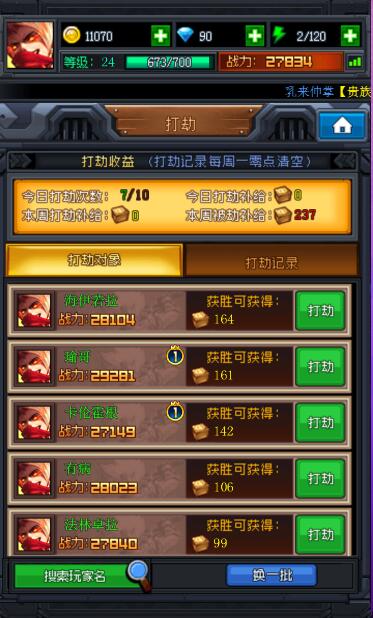 11070 90 2/120
等级: 24 673/700 战力: 27834
孔来仲掌【贵族
打劫
打劫收益 (打劫记录每周一零点清空)
今日打劫次数: 7/10 今日打劫补给: 0
本周打劫补给: 0 本周被劫补给: 237
打劫对象 打劫记录
海伊若拉 获胜可获得:
战力:28104 164 打劫
瑜哥 1 获胜可获得:
战力:29281 161 打劫
卡伦霍根 1 获胜可获得:
战力:27149 142 打劫
有病 获胜可获得:
战力:28023 106 打劫
法林卓拉 获胜可获得:
战力:27840 99 打劫
搜索玩家名 换一批